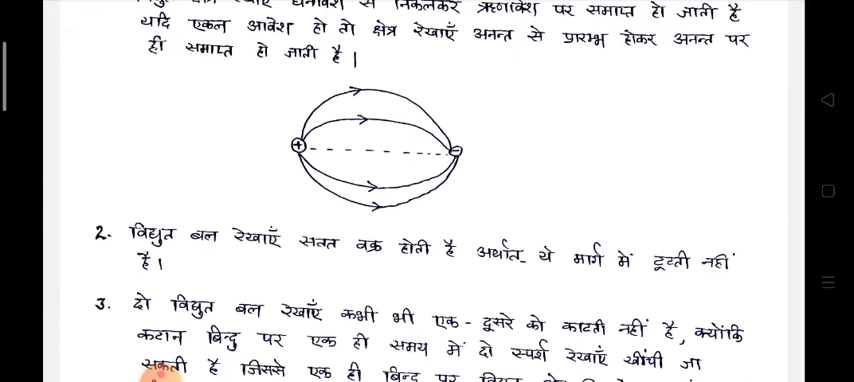 विद्युत बल रेखाएँ धनावेश से निकलकर ऋणावेश पर समाप्त हो जाती है
यदि एकल आवेश हो तो क्षेत्र रेखाएँ अनन्त से प्रारम्भ होकर अनन्त पर
ही समाप्त हो जाती है |
+
-
2. विद्युत बल रेखाएँ सतत वक्र होती है अर्थात् ये मार्ग में टूटती नहीं
है।
3. दो विद्युत बल रेखाएँ कभी भी एक - दूसरे को काटती नहीं है, क्योंकि
कटान बिन्दु पर एक ही समय में दो स्पर्श रेखाएँ खींची जा
सकती है जिससे एक ही बिन्दु पर